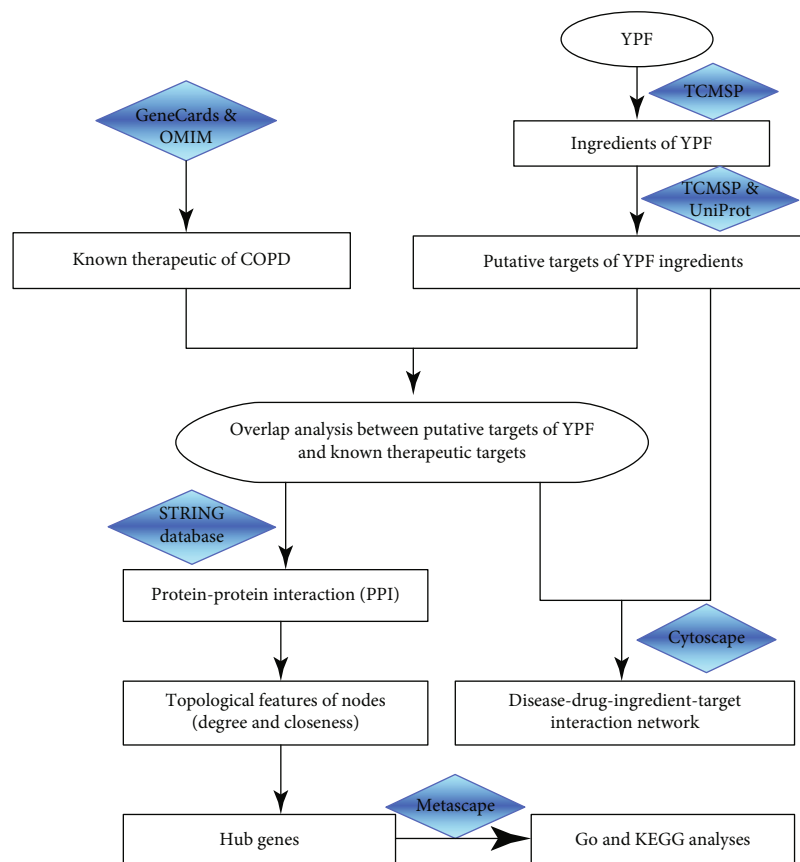 YPF
TCMSP
GeneCards &
OMIM
Ingredients of YPF
TCMSP &
UniProt
Known therapeutic of COPD
Putative targets of YPF ingredients
Overlap analysis between putative targets of YPF
and known therapeutic targets
STRING
database
Protein-protein interaction (PPI)
Cytoscape
Topological features of nodes
(degree and closeness)
Disease-drug-ingredient-target
interaction network
Metascape
Hub genes
Go and KEGG analyses